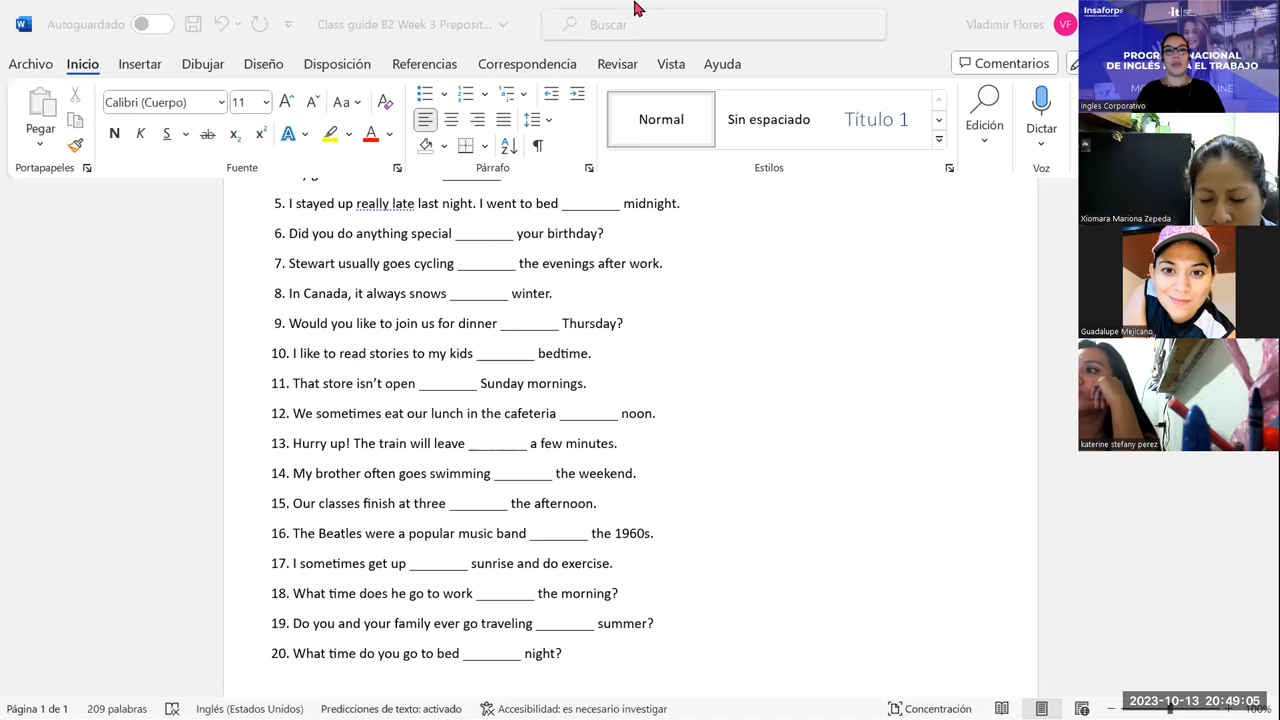 Autoguardado
Class guide 02: Week 3 Preposit...
Buscar
Vladimir Flores
VF
Archivo
Inicio
Insertar
Dibujar
Diseño
Disposición
Referencias
Correspondencia
Revisar
Vista
Ayuda
Comentarios
Pegar
Portapapeles
Calibri (Cuerpo)
11
Fuente
Párrafo
Normal
Sin espaciado
Título 1
Estilos
Edición
Dictar
Voz
5. I stayed up really late last night. I went to bed ________ midnight.
6. Did you do anything special ________ your birthday?
7. Stewart usually goes cycling ________ the evenings after work.
8. In Canada, it always snows ________ winter.
9. Would you like to join us for dinner ________ Thursday?
10. I like to read stories to my kids ________ bedtime.
11. That store isn't open ________ Sunday mornings.
12. We sometimes eat our lunch in the cafeteria ________ noon.
13. Hurry up! The train will leave ________ a few minutes.
14. My brother often goes swimming ________ the weekend.
15. Our classes finish at three ________ the afternoon.
16. The Beatles were a popular music band ________ the 1960s.
17. I sometimes get up ________ sunrise and do exercise.
18. What time does he go to work ________ the morning?
19. Do you and your family ever go traveling ________ summer?
20. What time do you go to bed ________ night?
Página 1 de 1
209 palabras
Inglés (Estados Unidos)
Predicciones de texto: activado
Accesibilidad: es necesario investigar
Concentración
100%
2023-10-13 20:49:05
Insaforp
Ingles Corporativo
Xiomara Mariona Zepeda
Guadalupe Mejicano
katerine stefany perez